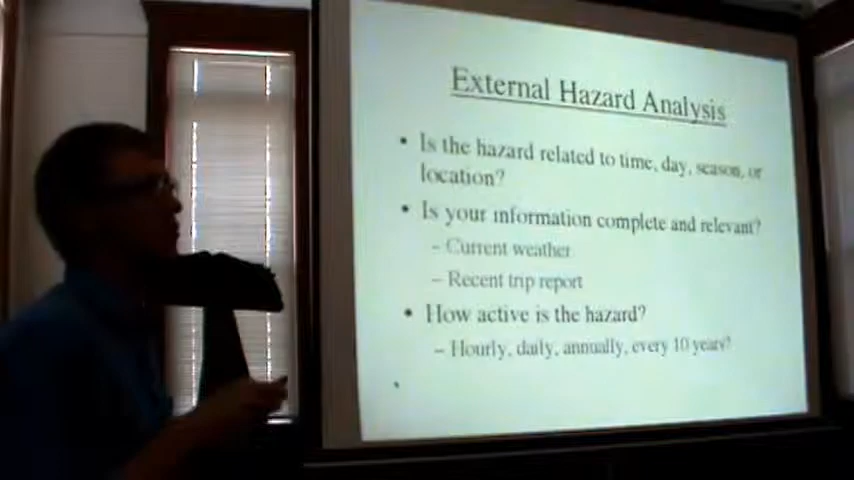 External Hazard Analysis
• Is the hazard related to time, day, season, or
location?
• Is your information complete and relevant?
– Current weather
– Recent trip report
• How active is the hazard?
– Hourly, daily, annually, every 10 years?